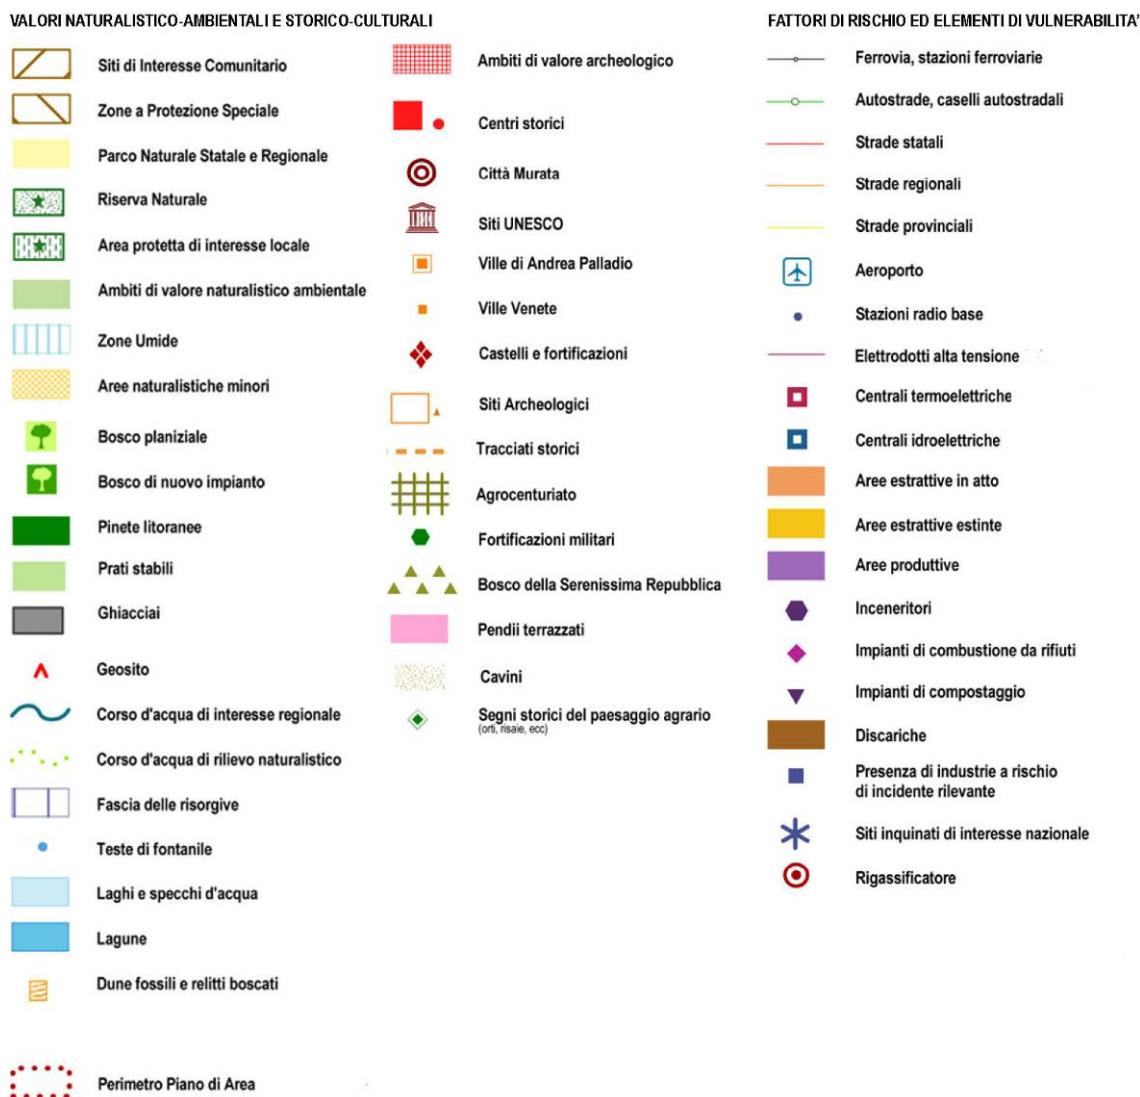 VALORI NATURALISTICO-AMBIENTALI E STORICO-CULTURALI
Siti di Interesse Comunitario
Zone a Protezione Speciale
Parco Naturale Statale e Regionale
Riserva Naturale
Area protetta di interesse locale
Ambiti di valore naturalistico ambientale
Zone Umide
Aree naturalistiche minori
Bosco planiziale
Bosco di nuovo impianto
Pinete litoranee
Prati stabili
Ghiacciai
Geosito
Corso d'acqua di interesse regionale
Corso d'acqua di rilievo naturalistico
Fascia delle risorgive
Teste di fontanile
Laghi e specchi d'acqua
Lagune
Dune fossili e relitti boscati
Perimetro Piano di Area
Ambiti di valore archeologico
Centri storici
Città Murata
Siti UNESCO
Ville di Andrea Palladio
Ville Venete
Castelli e fortificazioni
Siti Archeologici
Tracciati storici
Agrocenturiato
Fortificazioni militari
Bosco della Serenissima Repubblica
Pendii terrazzati
Cavini
Segni storici del paesaggio agrario
(orti, risaie, ecc)
FATTORI DI RISCHIO ED ELEMENTI DI VULNERABILITA'
Ferrovia, stazioni ferroviarie
Autostrade, caselli autostradali
Strade statali
Strade regionali
Strade provinciali
Aeroporto
Stazioni radio base
Elettrodotti alta tensione
Centrali termoelettriche
Centrali idroelettriche
Aree estrattive in atto
Aree estrattive estinte
Aree produttive
Inceneritori
Impianti di combustione da rifiuti
Impianti di compostaggio
Discariche
Presenza di industrie a rischio
di incidente rilevante
Siti inquinati di interesse nazionale
Rigassificatore